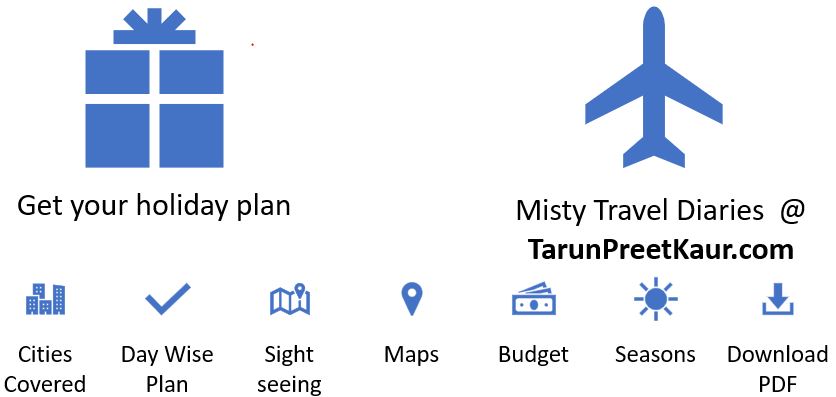 Get your holiday plan
Misty Travel Diaries @
TarunPreetKaur.com
Cities
Covered
Day Wise
Plan
Sight
seeing
Maps
Budget
Seasons
Download
PDF